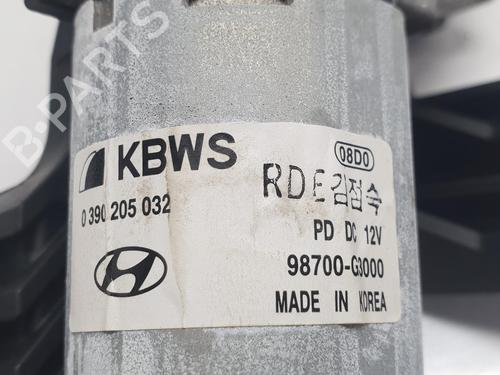 B-PARTS
KBWS
08D0
RDE김점숙
0 390 205 032
PD DC 12V
98700-G3000
MADE IN KOREA